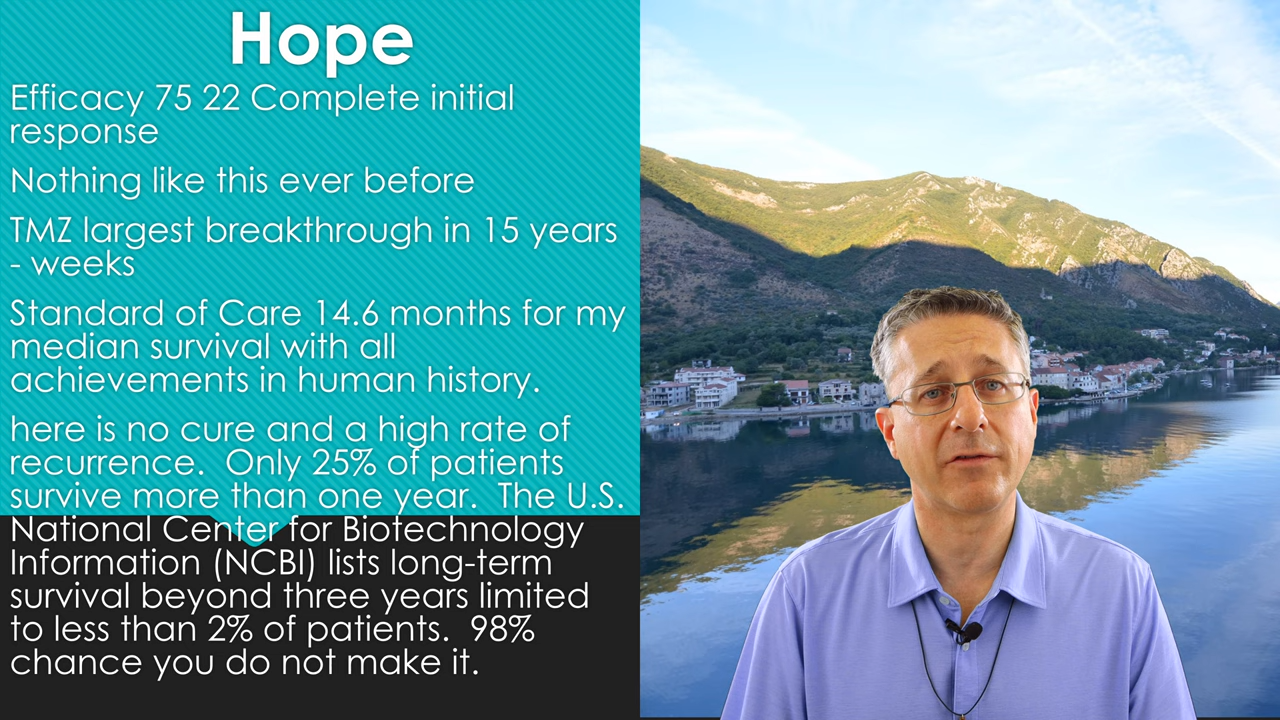 Hope
Efficacy 75 22 Complete initial
response
Nothing like this ever before
TMZ largest breakthrough in 15 years
- weeks
Standard of Care 14.6 months for my
median survival with all
achievements in human history.
here is no cure and a high rate of
recurrence.  Only 25% of patients
survive more than one year.  The U.S.
National Center for Biotechnology
Information (NCBI) lists long-term
survival beyond three years limited
to less than 2% of patients.  98%
chance you do not make it.